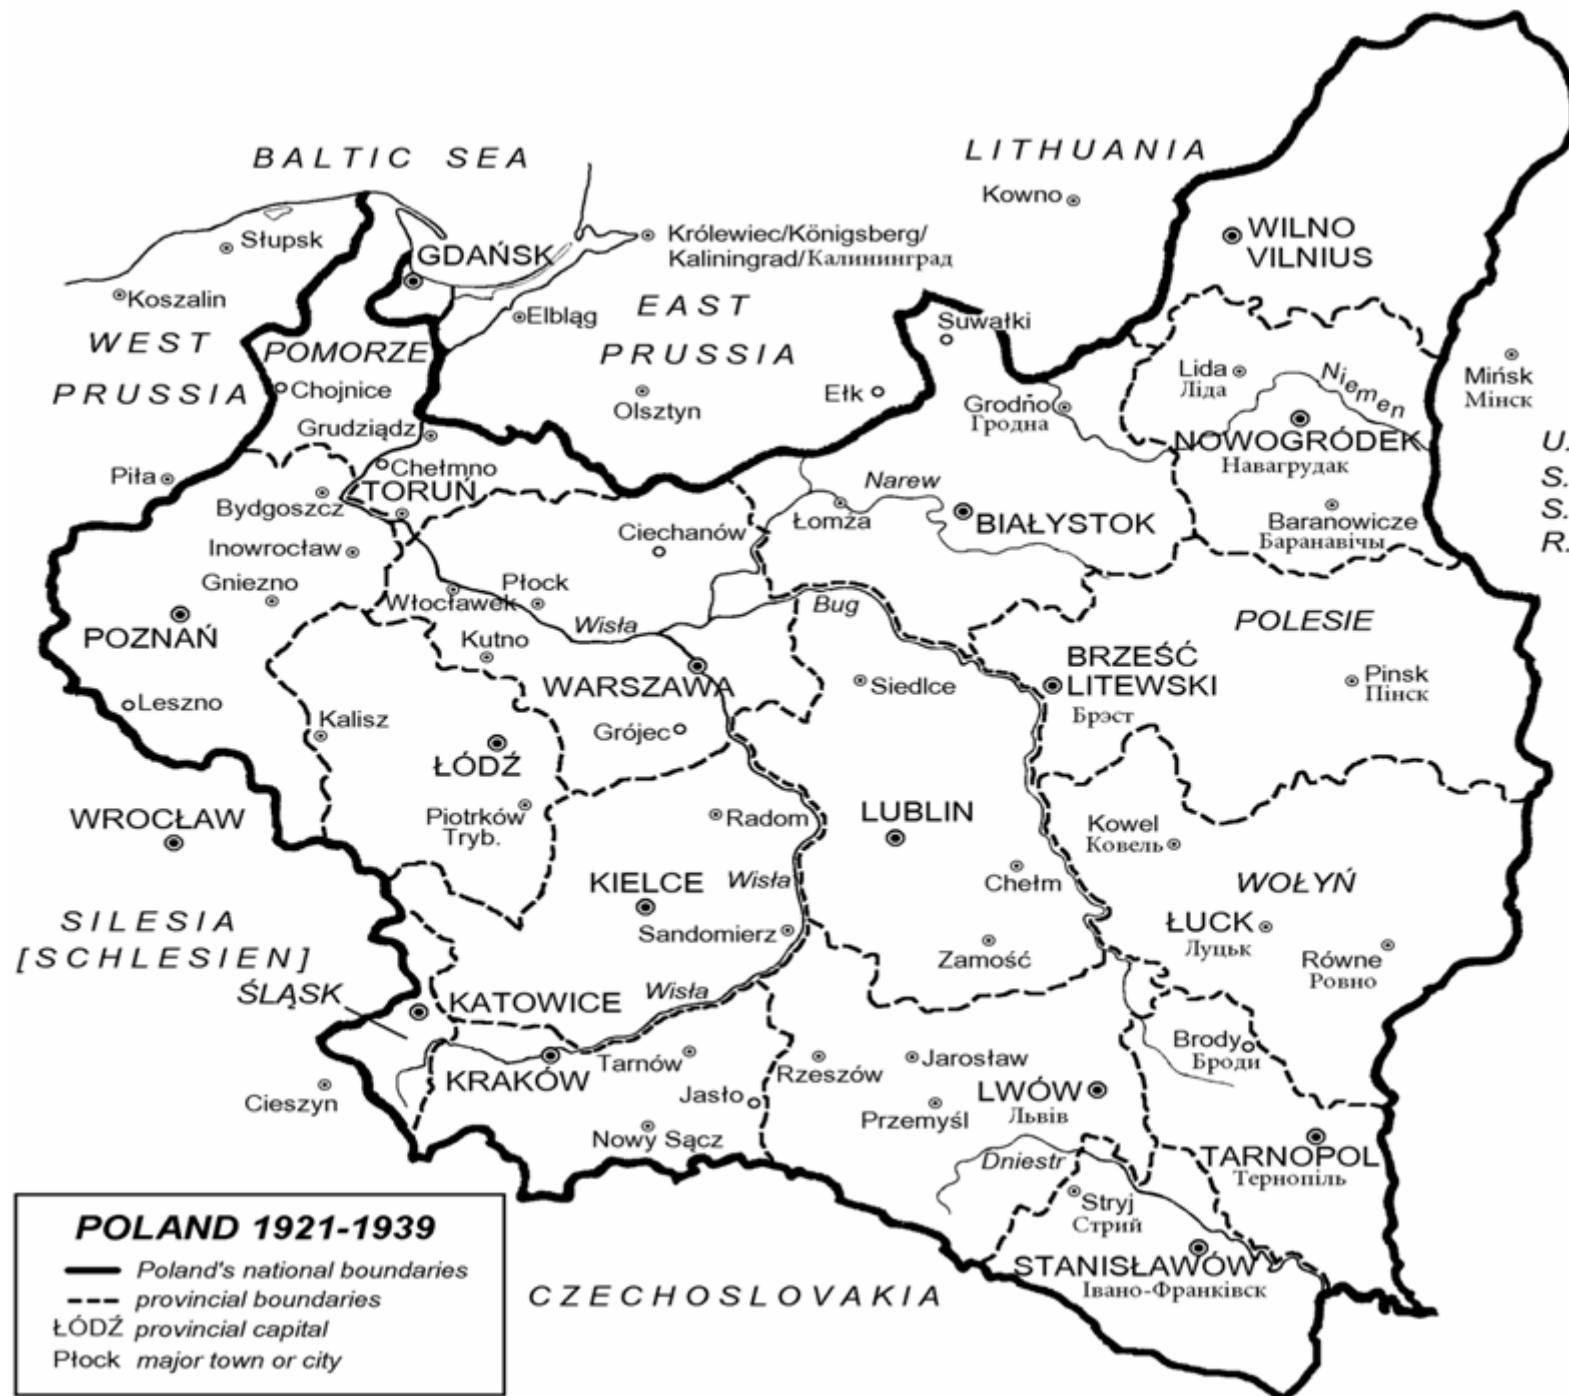 BALTIC SEA
LITHUANIA
Kowno
Słupsk
GDAŃSK
Królewiec/Königsberg/
Kaliningrad/Калининград
WILNO
VILNIUS
Koszalin
Elbląg
EAST
PRUSSIA
Suwałki
WEST
PRUSSIA
POMORZE
Chojnice
Olsztyn
Ełk
Grodno
Гродна
Lida
Ліда
Niemen
Mińsk
Мінск
Grudziądz
NOWOGRÓDEK
Навагрудак
U.
S.
S.
R.
Piła
Chełmno
TORUŃ
Bydgoszcz
Narew
Łomża
BIAŁYSTOK
Baranowicze
Баранавічы
Ciechanów
Inowrocław
Gniezno
Włocławek
Płock
Wisła
Bug
POLESIE
POZNAŃ
Kutno
WARSZAWA
Siedlce
BRZEŚĆ
LITEWSKI
Брэст
Pinsk
Пінск
Leszno
Kalisz
Grójec
ŁÓDŹ
WROCŁAW
Piotrków
Tryb.
Radom
LUBLIN
Kowel
Ковель
KIELCE
Wisła
Chełm
WOŁYŃ
SILESIA
[SCHLESIEN]
Sandomierz
Zamość
ŁUCK
Луцьк
Równe
Ровно
ŚLĄSK
KATOWICE
Wisła
Brody
Броди
Cieszyn
KRAKÓW
Tarnów
Rzeszów
Jarosław
Jasło
Przemyśl
LWÓW
Львів
Nowy Sącz
Dniestr
TARNOPOL
Тернопіль
Stryj
Стрий
STANISŁAWÓW
Івано-Франківск
CZECHOSLOVAKIA
POLAND 1921-1939
Poland's national boundaries
provincial boundaries
ŁÓDŹ provincial capital
Płock major town or city